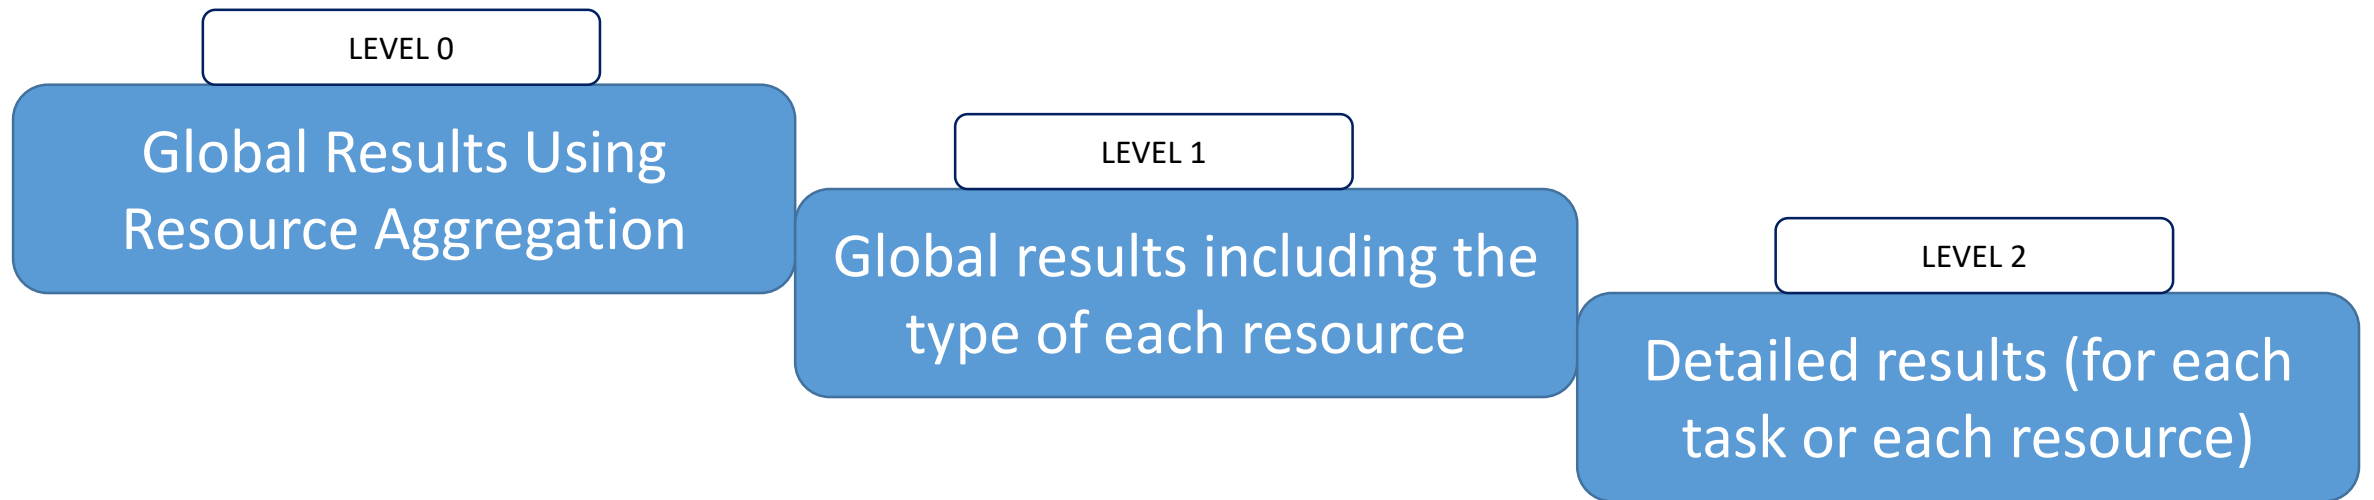 LEVEL 0
Global Results Using
Resource Aggregation
LEVEL 1
Global results including the
type of each resource
LEVEL 2
Detailed results (for each
task or each resource)